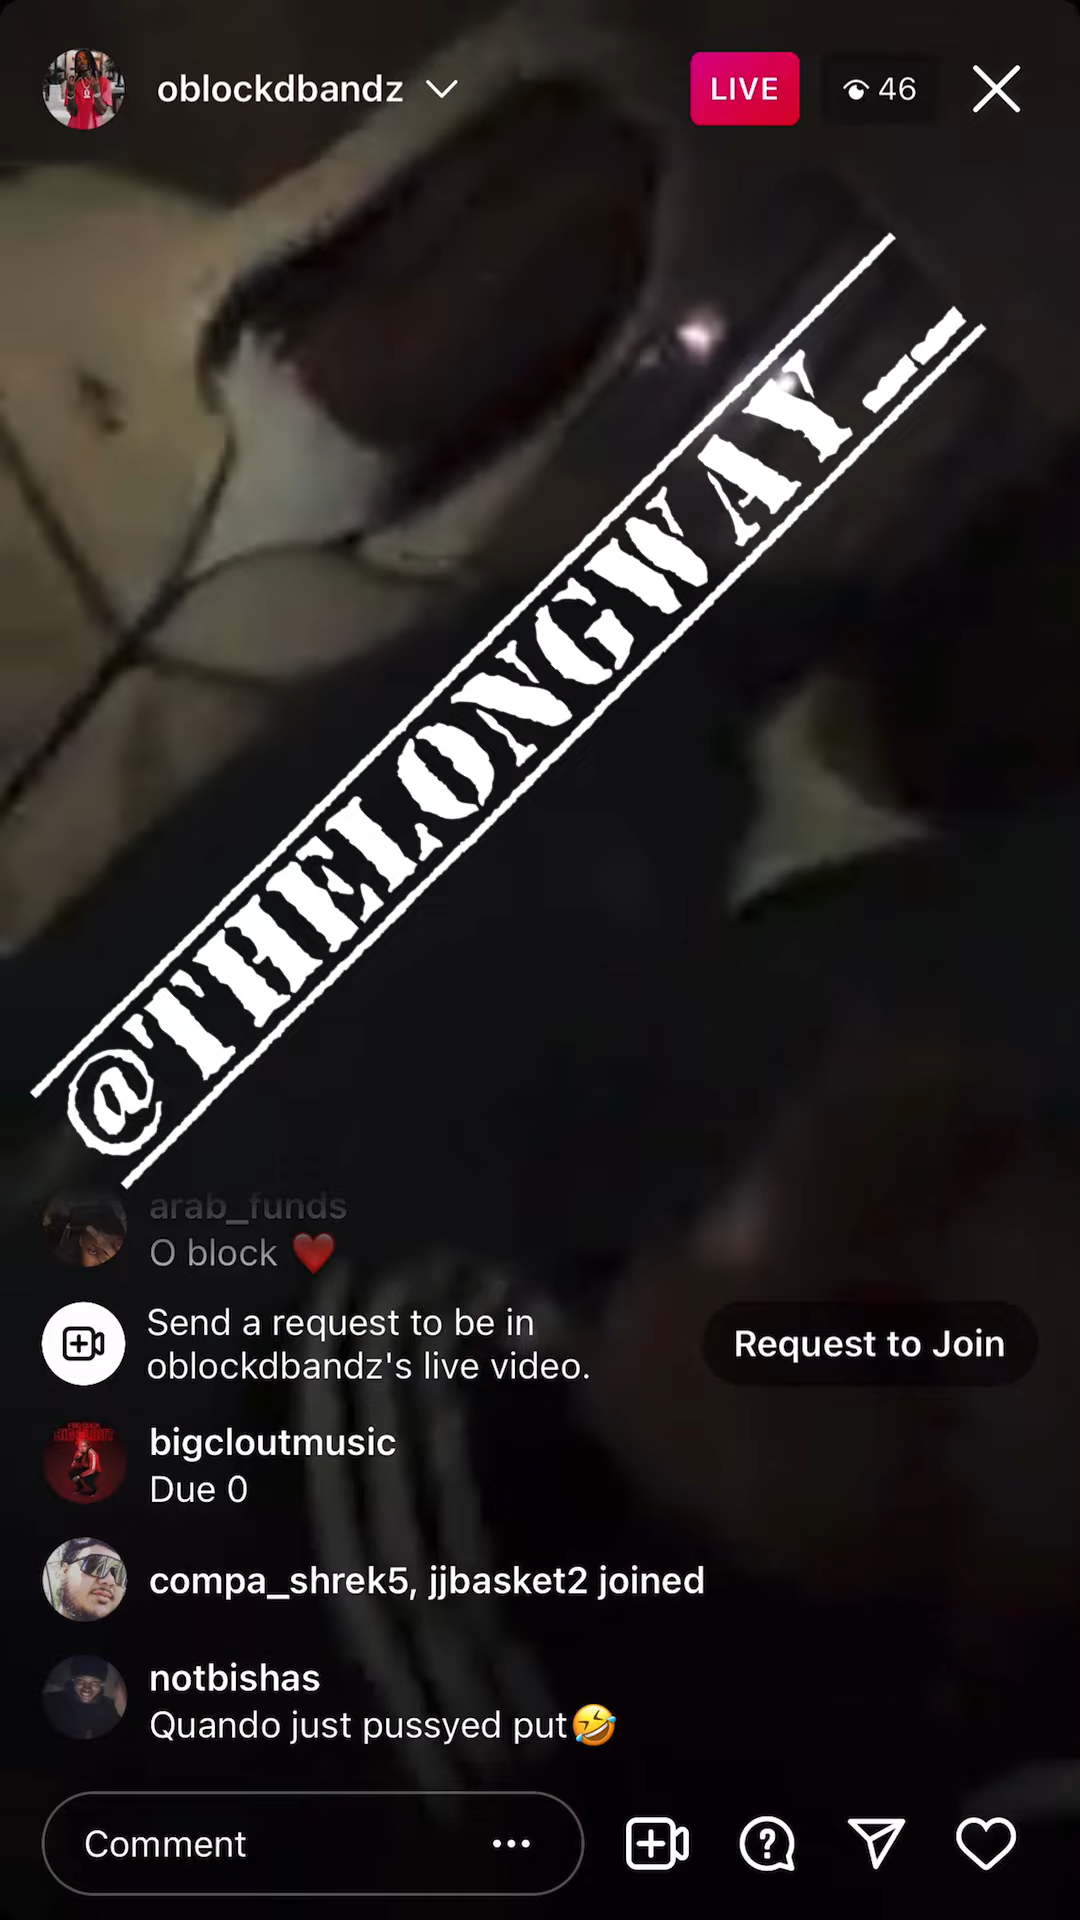 oblockdbandz
LIVE
46
@THELONGWAY__
arab_funds
O block ❤️
Send a request to be in
oblockdbandz's live video.
Request to Join
bigcloutmusic
Due 0
compa_shrek5, jjbasket2 joined
notbishas
Quando just pussyed put🤣
Comment